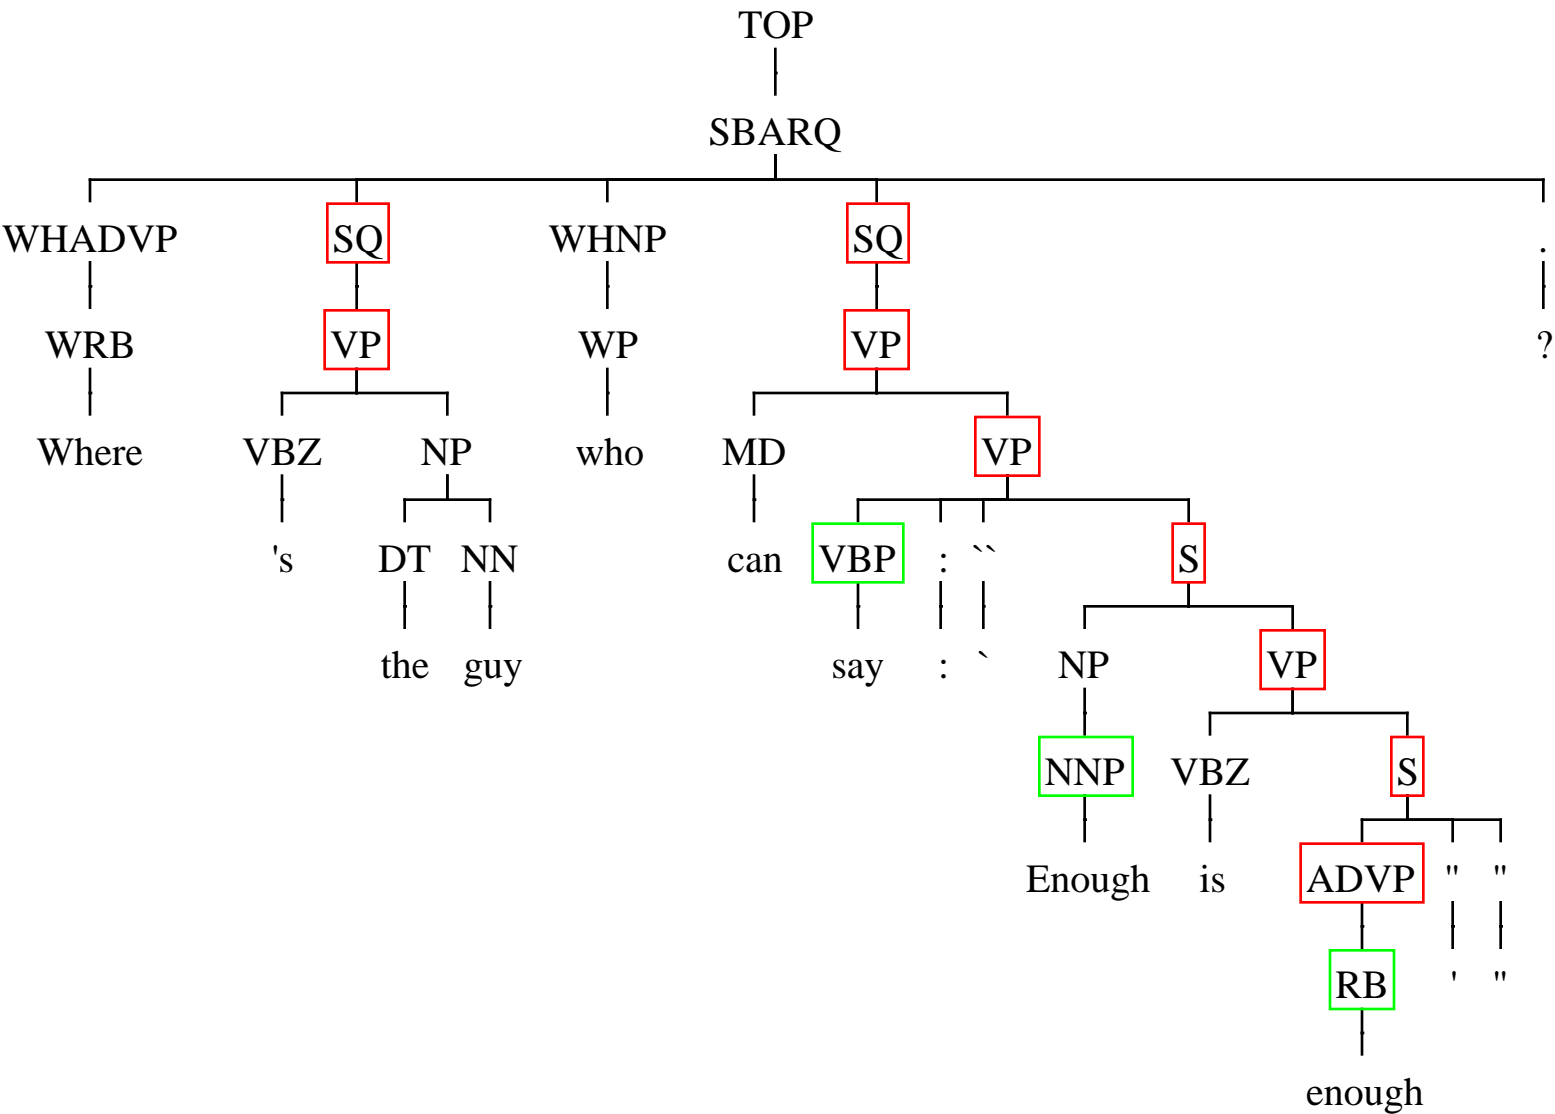 TOP
SBARQ
WHADVP SQ WHNP SQ .
WRB VP WP VP ?
Where VBZ NP who MD VP
's DT NN can VBP : `` S
the guy say : ` NP VP
NNP VBZ S
Enough is ADVP '' ''
RB ' "
enough